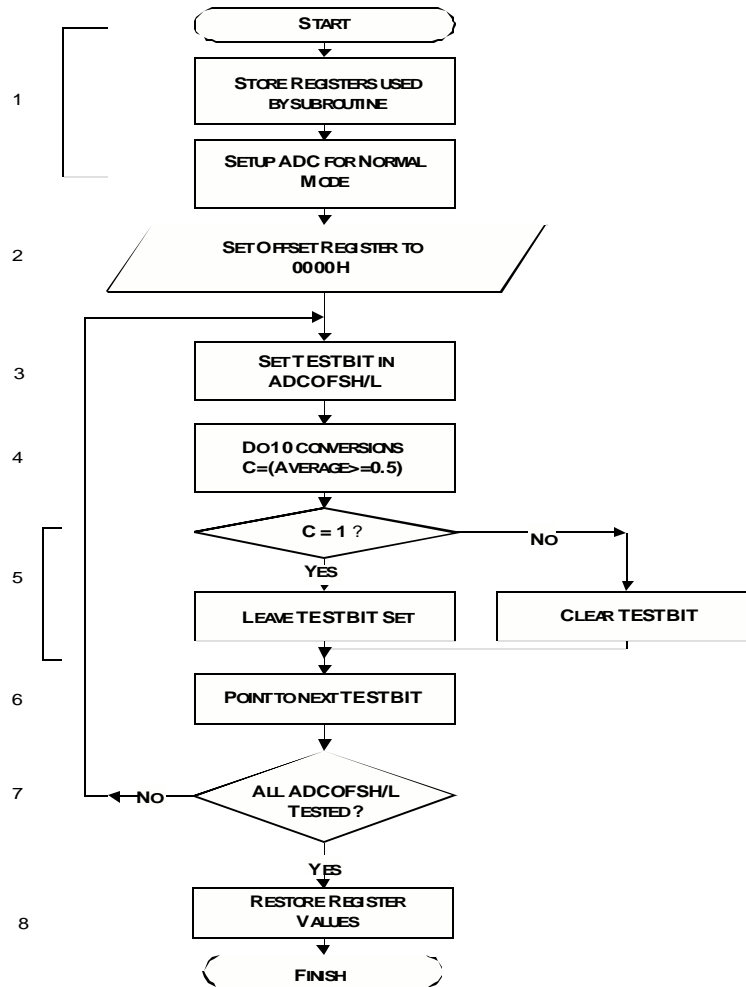 START
1
STORE REGISTERS USED
BY SUBROUTINE
SETUP ADC FOR NORMAL
MODE
2
SET OFFSET REGISTER TO
0000H
3
SET TESTBIT IN
ADCOFSH/L
4
DO 10 CONVERSIONS
C=(AVERAGE>=0.5)
C = 1 ?
NO
YES
5
LEAVE TESTBIT SET
CLEAR TESTBIT
6
POINT TO NEXT TESTBIT
7
ALL ADCOFSH/L
TESTED?
NO
YES
8
RESTORE REGISTER
VALUES
FINISH